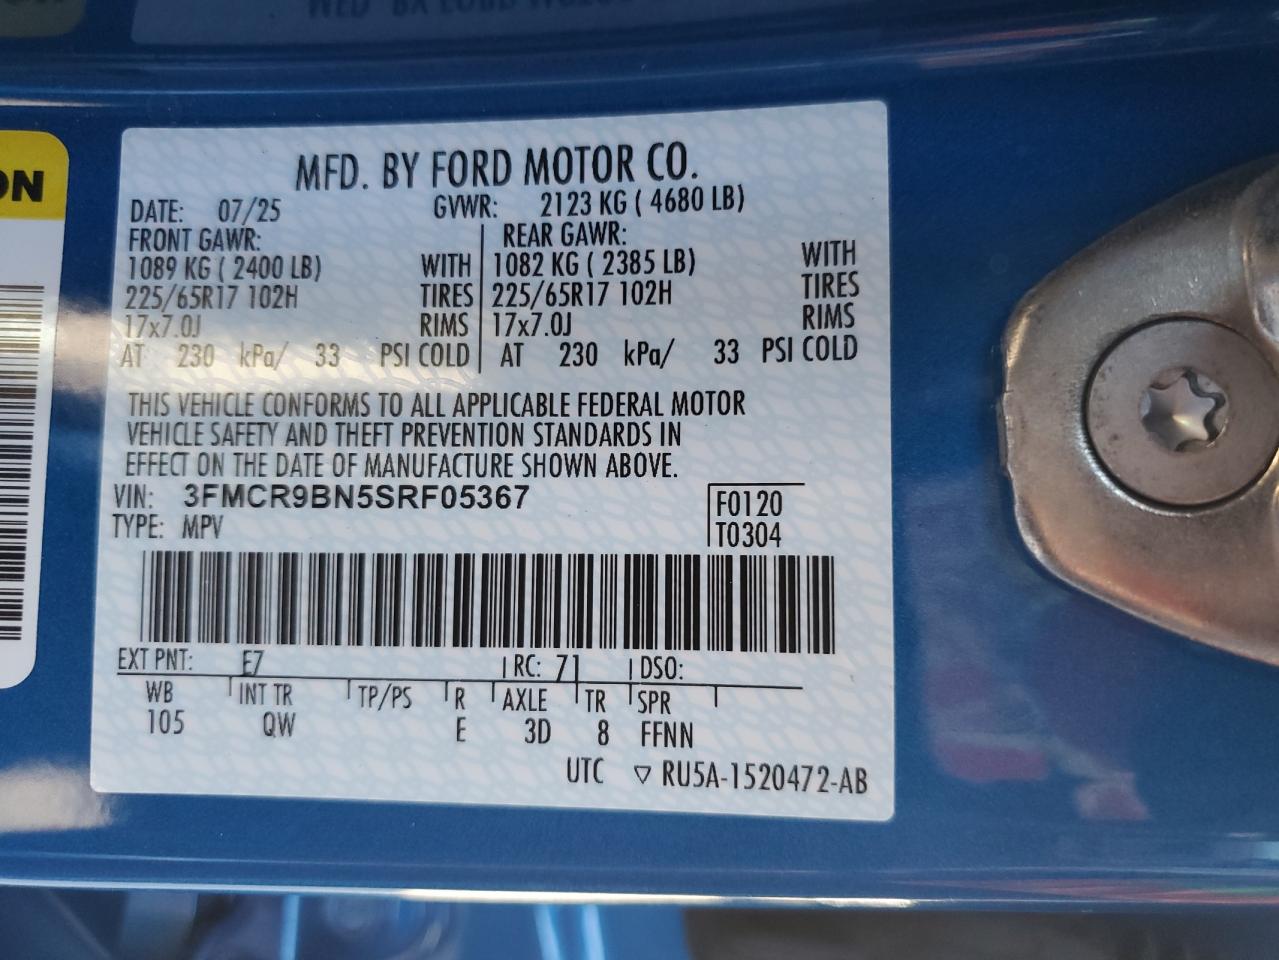 ON
MFD. BY FORD MOTOR CO.
DATE: 07/25 GVWR: 2123 KG ( 4680 LB)
FRONT GAWR: REAR GAWR:
1089 KG ( 2400 LB) WITH 1082 KG ( 2385 LB) WITH
225/65R17 102H TIRES 225/65R17 102H TIRES
17x7.0J RIMS 17x7.0J RIMS
AT 230 kPa/ 33 PSI COLD AT 230 kPa/ 33 PSI COLD
THIS VEHICLE CONFORMS TO ALL APPLICABLE FEDERAL MOTOR
VEHICLE SAFETY AND THEFT PREVENTION STANDARDS IN
EFFECT ON THE DATE OF MANUFACTURE SHOWN ABOVE.
VIN: 3FMCR9BN5SRF05367 F0120
TYPE: MPV T0304
EXT PNT: E7 RC: 71 DSO:
WB INT TR TP/PS R AXLE TR SPR
105 QW E 3D 8 FFNN
UTC ▽ RU5A-1520472-AB